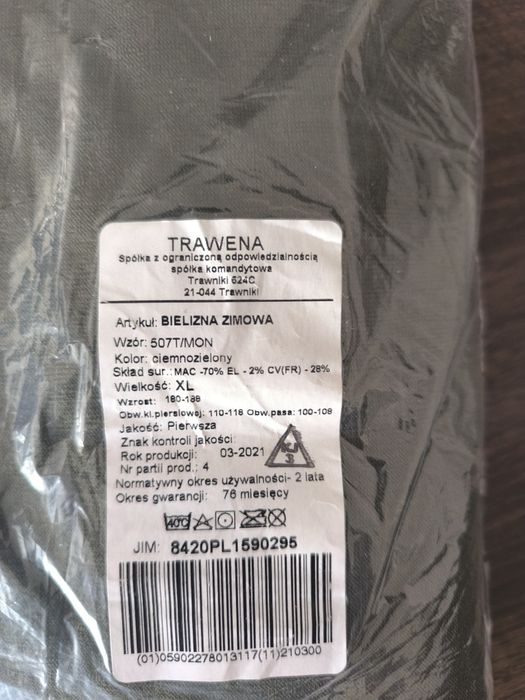 TRAWENA
Spółka z ograniczoną odpowiedzialnością
spółka komandytowa
Trawniki 624C
21-044 Trawniki
Artykuł: BIELIZNA ZIMOWA
Wzór: 507T/MON
Kolor: ciemnozielony
Skład sur.: MAC -70% EL - 2% CV(FR) - 28%
Wielkość: XL
Wzrost: 180-188
Obw.kl.piersiowej: 110-118 Obw.pasa: 100-108
Jakość: Pierwsza
Znak kontroli jakości:
Rok produkcji: 03-2021
KJ
3
Nr partii prod.: 4
Normatywny okres używalności- 2 lata
Okres gwarancji: 76 miesięcy
40°C
JIM: 8420PL1590295
(01)05902278013117(11)210300